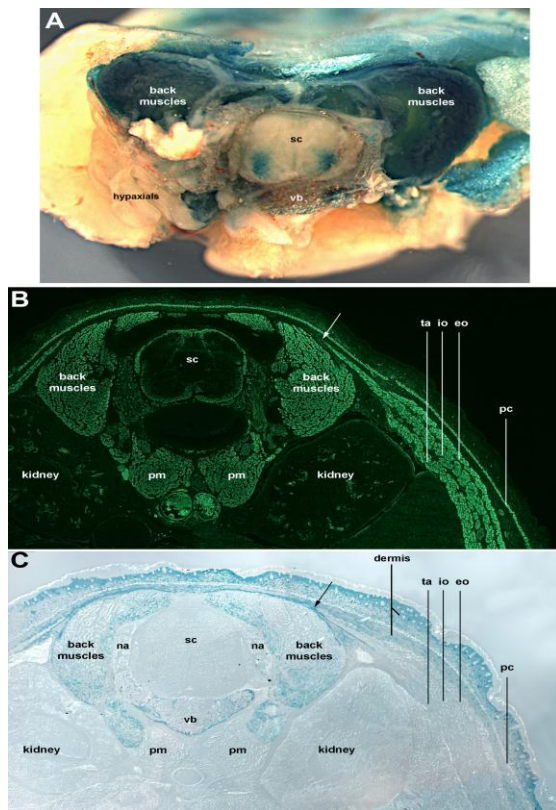 A
back
muscles
back
muscles
sc
hypaxials
vb
B
ta io eo
sc
back
muscles
back
muscles
pc
kidney
pm
pm
kidney
C
dermis
ta io eo
back
muscles
na
sc
na
back
muscles
pc
vb
kidney
pm
pm
kidney